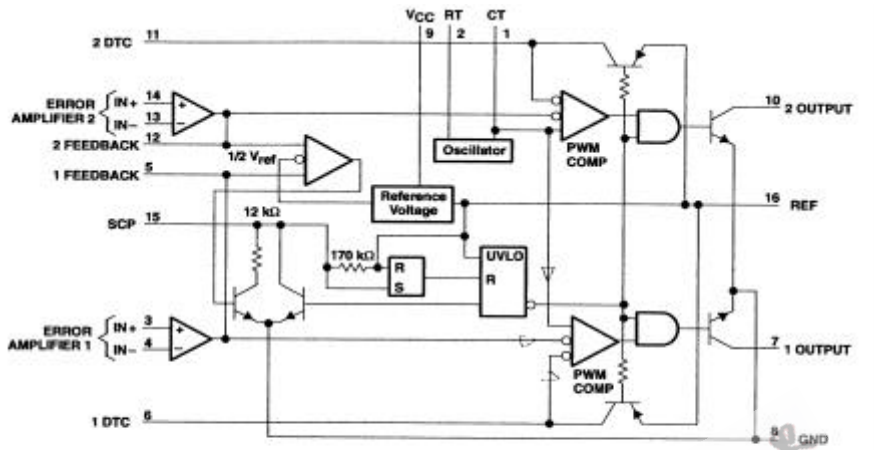 VCC RT CT
9 2 1
2 DTC 11
ERROR AMPLIFIER 2
IN+ 14
IN− 13
2 FEEDBACK 12
1 FEEDBACK 5
1/2 Vref
Oscillator
PWM COMP
10 2 OUTPUT
Reference Voltage
16 REF
SCP 15
12 kΩ
170 kΩ
R
S
UVLO
R
ERROR AMPLIFIER 1
IN+ 3
IN− 4
PWM COMP
7 1 OUTPUT
1 DTC 6
8 GND